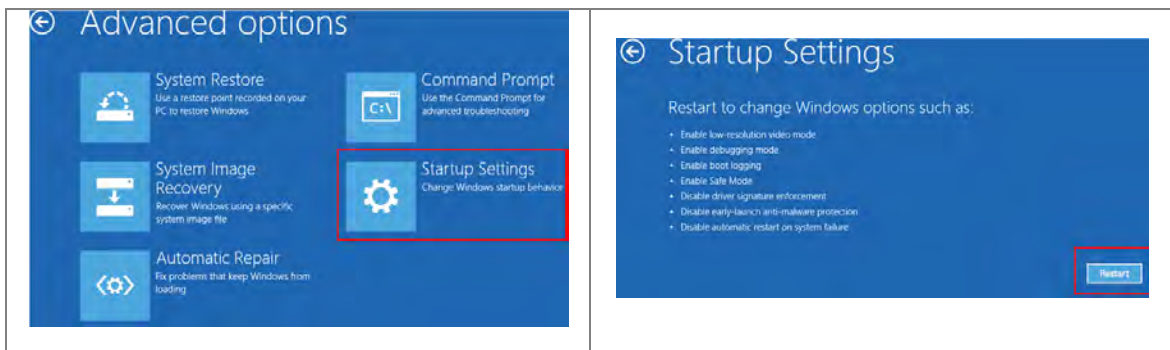 Advanced options
System Restore
Use a restore point recorded on your
PC to restore Windows
Command Prompt
Use the Command Prompt for
advanced troubleshooting
C:\
System Image
Recovery
Recover Windows using a specific
system image file
Startup Settings
Change Windows startup behavior
Automatic Repair
Fix problems that keep Windows from
loading
Startup Settings
Restart to change Windows options such as:
• Enable low-resolution video mode
• Enable debugging mode
• Enable boot logging
• Enable Safe Mode
• Disable driver signature enforcement
• Disable early-launch anti-malware protection
• Disable automatic restart on system failure
Restart